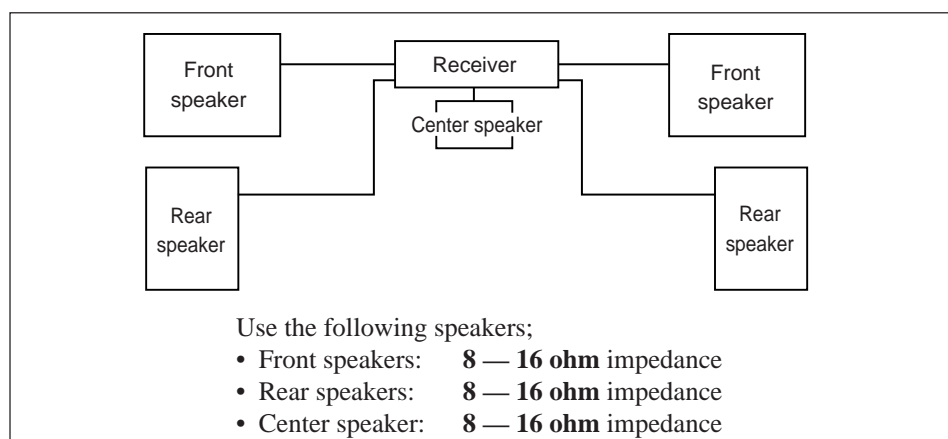 Front
speaker
Receiver
Front
speaker
Center speaker
Rear
speaker
Rear
speaker
Use the following speakers;
• Front speakers: 8 — 16 ohm impedance
• Rear speakers: 8 — 16 ohm impedance
• Center speaker: 8 — 16 ohm impedance